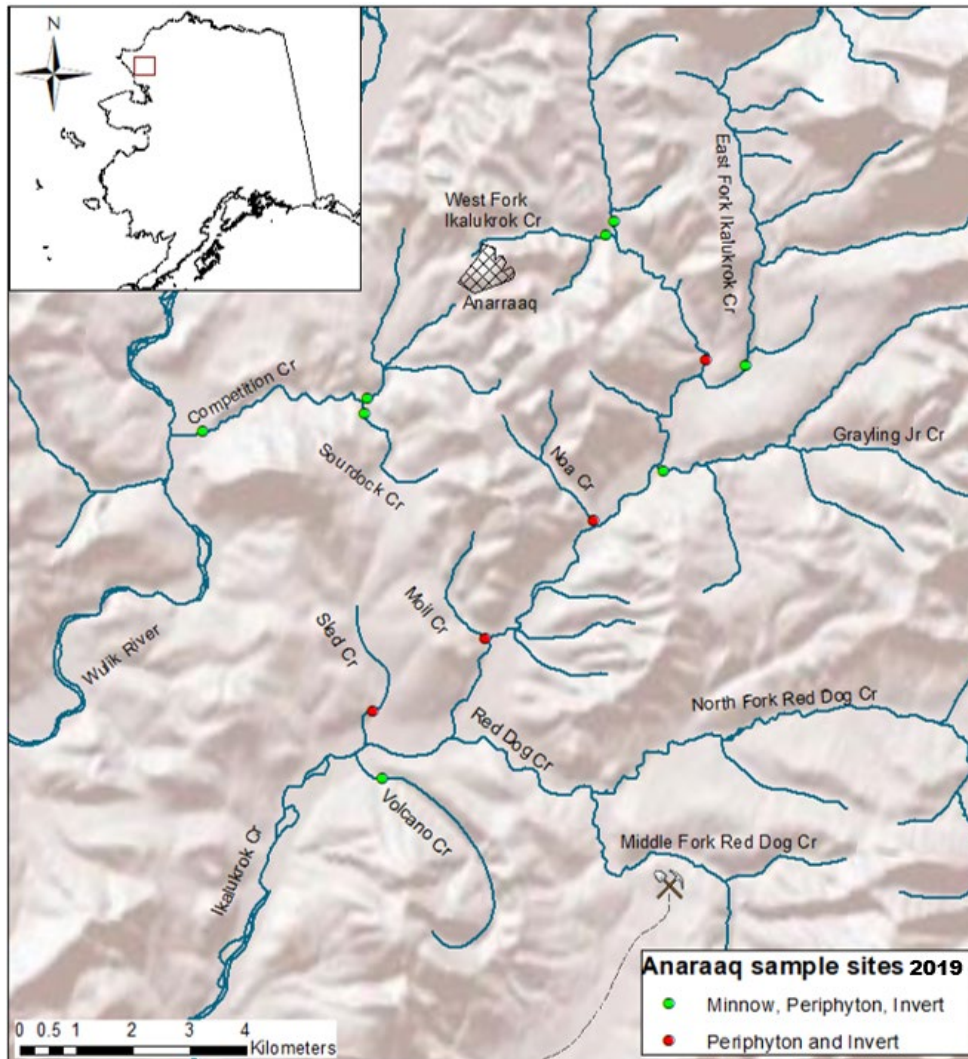 N
West Fork
Ikalukrok Cr
East Fork Ikalukrok Cr
Anarraaq
Competition Cr
Sourdock Cr
Noa Cr
Grayling Jr Cr
Wulik River
Moil Cr
Sled Cr
North Fork Red Dog Cr
Red Dog Cr
Volcano Cr
Ikalukrok Cr
Middle Fork Red Dog Cr
Anaraaq sample sites 2019
Minnow, Periphyton, Invert
Periphyton and Invert
0 0.5 1 2 3 4
Kilometers